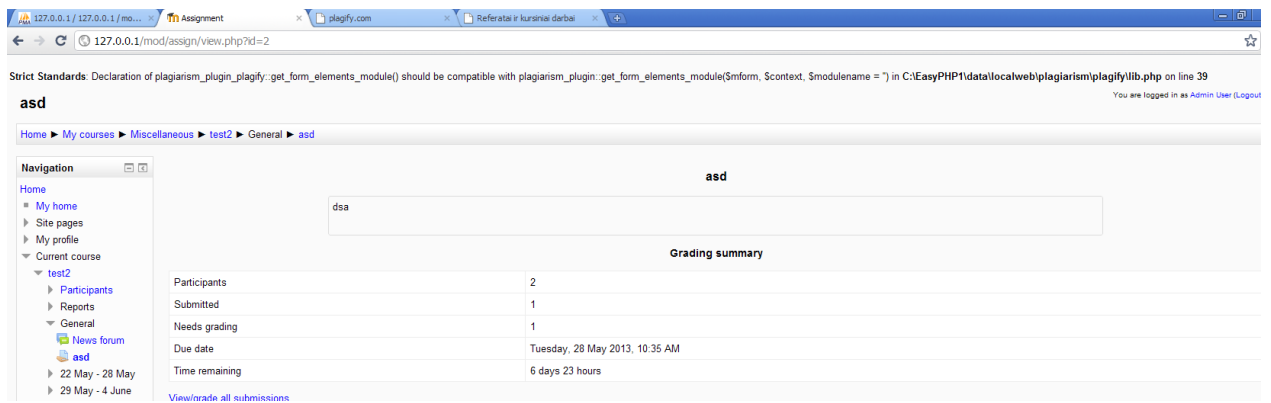 127.0.0.1 / 127.0.0.1 / mo...
Assignment
plagify.com
Referatai ir kursiniai darbai
127.0.0.1/mod/assign/view.php?id=2
Strict Standards: Declaration of plagiarism_plugin_plagify::get_form_elements_module() should be compatible with plagiarism_plugin::get_form_elements_module($mform, $context, $modulename = '') in C:\EasyPHP1\data\localweb\plagiarism\plagify\lib.php on line 39
asd
You are logged in as Admin User (Logout
Home ► My courses ► Miscellaneous ► test2 ► General ► asd
Navigation
Home
My home
Site pages
My profile
Current course
test2
Participants
Reports
General
News forum
asd
22 May - 28 May
29 May - 4 June
asd
dsa
Grading summary
Participants 2
Submitted 1
Needs grading 1
Due date Tuesday, 28 May 2013, 10:35 AM
Time remaining 6 days 23 hours
View/grade all submissions